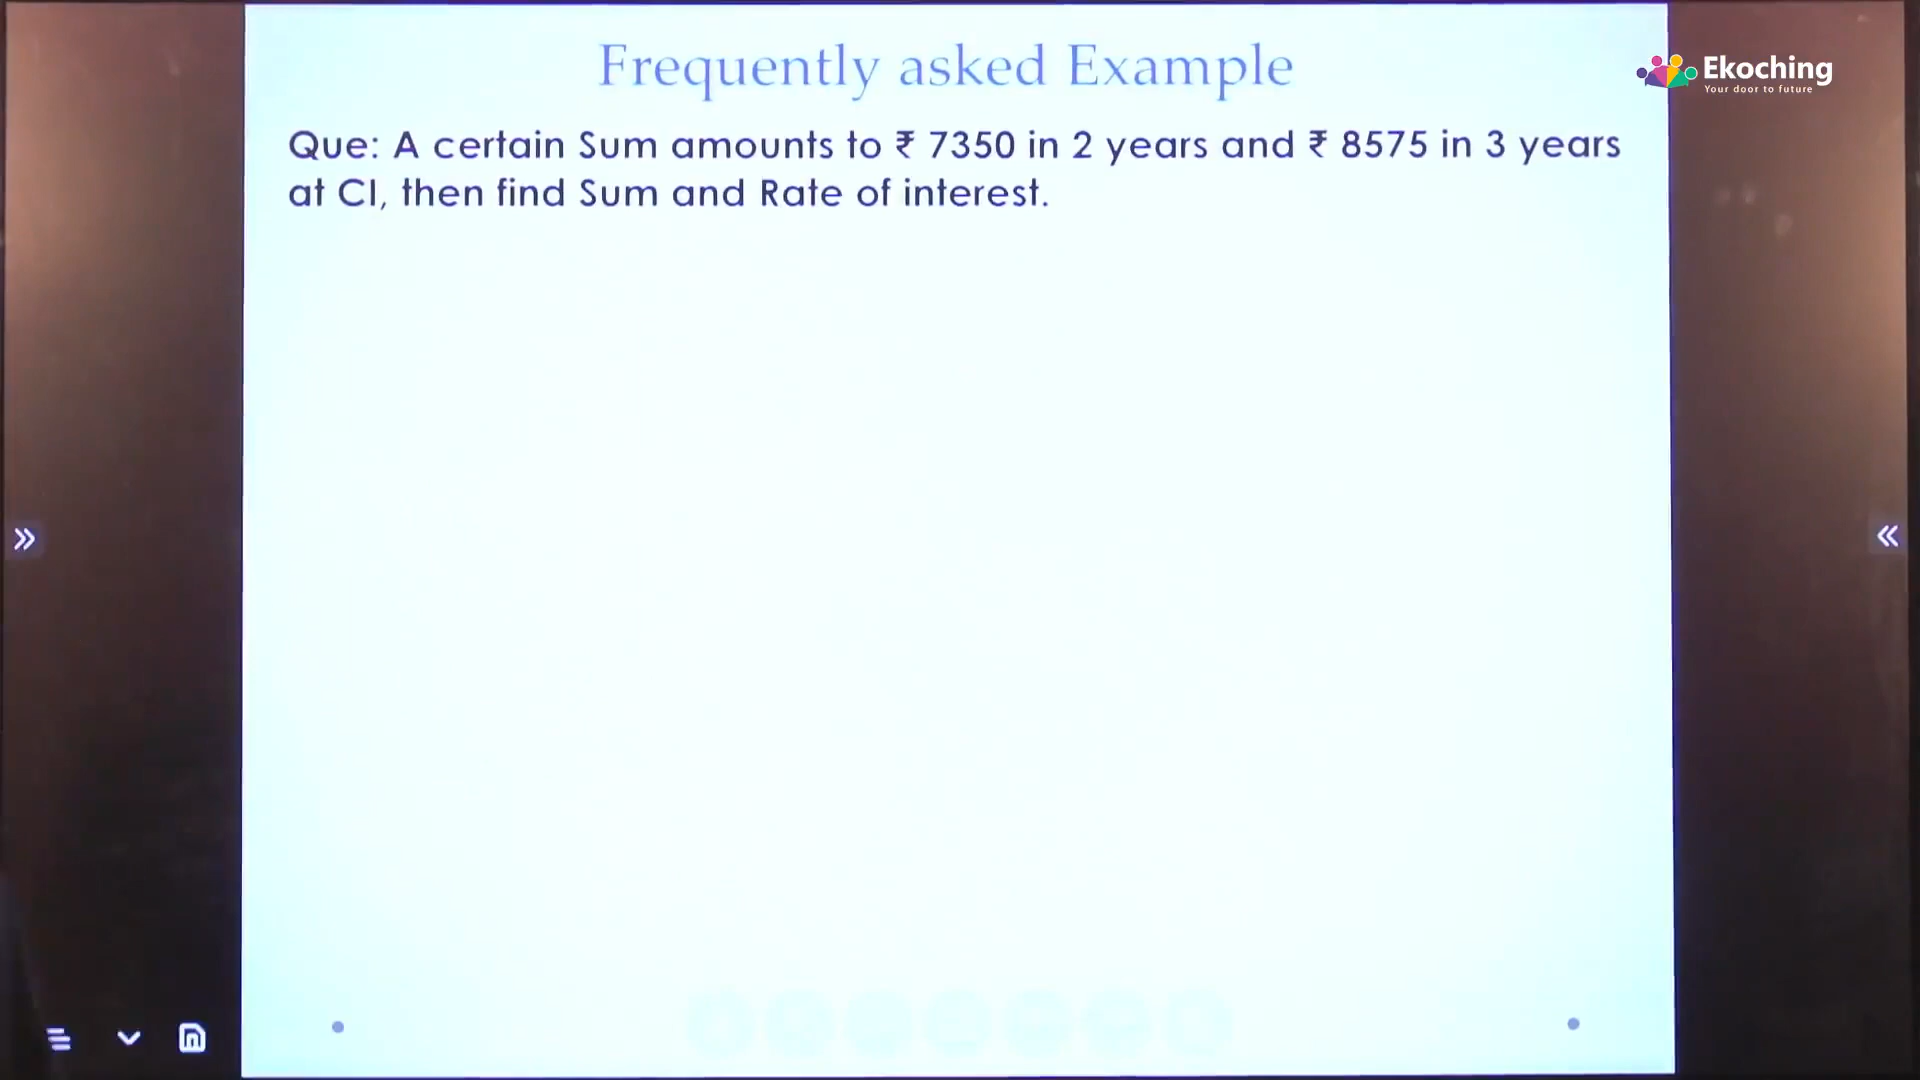 Frequently asked Example
Ekoching
Your door to future
Que: A certain Sum amounts to ₹ 7350 in 2 years and ₹ 8575 in 3 years
at CI, then find Sum and Rate of interest.